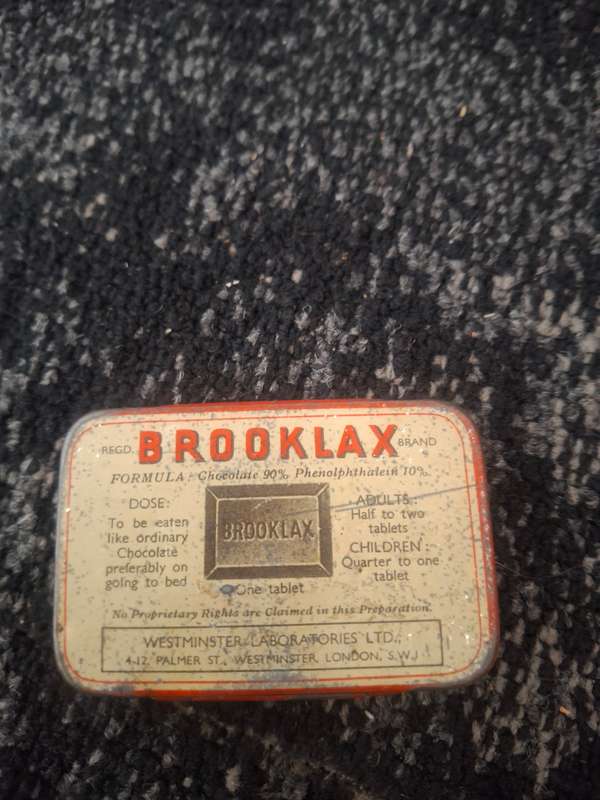 REGD. BROOKLAX BRAND
FORMULA: Chocolate 90% Phenolphthalein 10%.
DOSE:
To be eaten
like ordinary
Chocolate
preferably on
going to bed
BROOKLAX
One tablet
ADULTS:
Half to two
tablets
CHILDREN:
Quarter to one
tablet
No Proprietary Rights are Claimed in this Preparation.
WESTMINSTER LABORATORIES LTD.,
4-12, PALMER ST., WESTMINSTER, LONDON, S.W.1